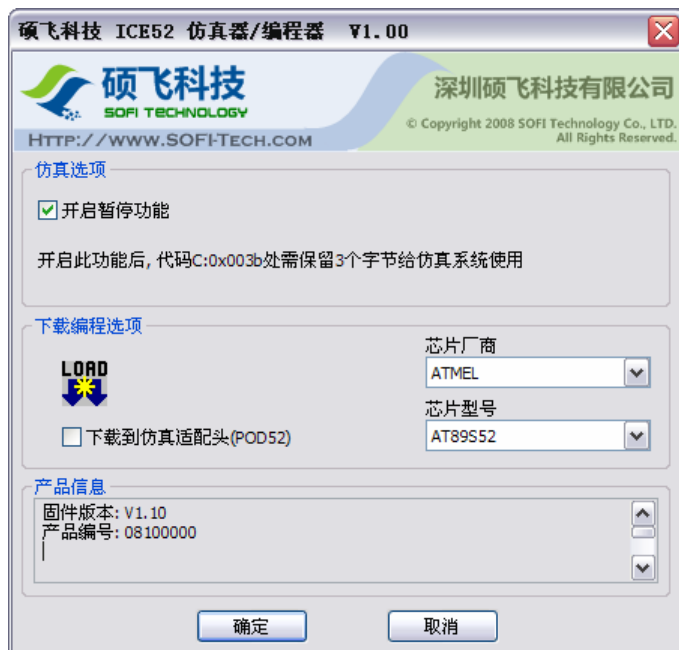 硕飞科技 ICE52 仿真器/编程器 V1.00
硕飞科技
SOFI TECHNOLOGY
HTTP://WWW.SOFI-TECH.COM
深圳硕飞科技有限公司
© Copyright 2008 SOFI Technology Co., LTD.
All Rights Reserved.
仿真选项
开启暂停功能
开启此功能后, 代码C:0x003b处需保留3个字节给仿真系统使用
下载编程选项
LOAD
芯片厂商
ATMEL
芯片型号
下载到仿真适配头(POD52)
AT89S52
产品信息
固件版本: V1.10
产品编号: 08100000
确定
取消